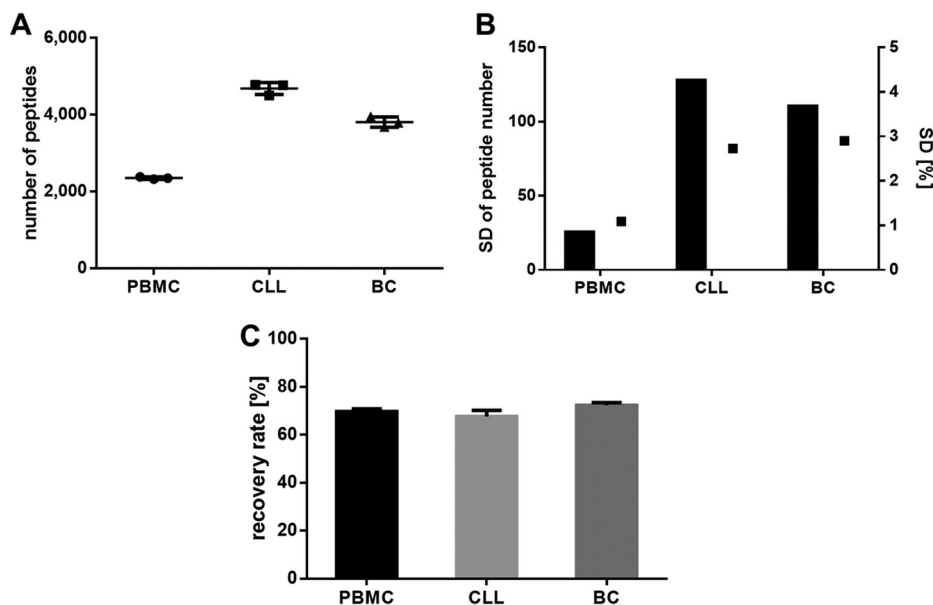 A
number of peptides
6,000
4,000
2,000
0
PBMC CLL BC
B
SD of peptide number
150
100
50
0
PBMC CLL BC
5
4
3
2
1
0
SD [%]
C
recovery rate [%]
100
80
60
40
20
0
PBMC CLL BC